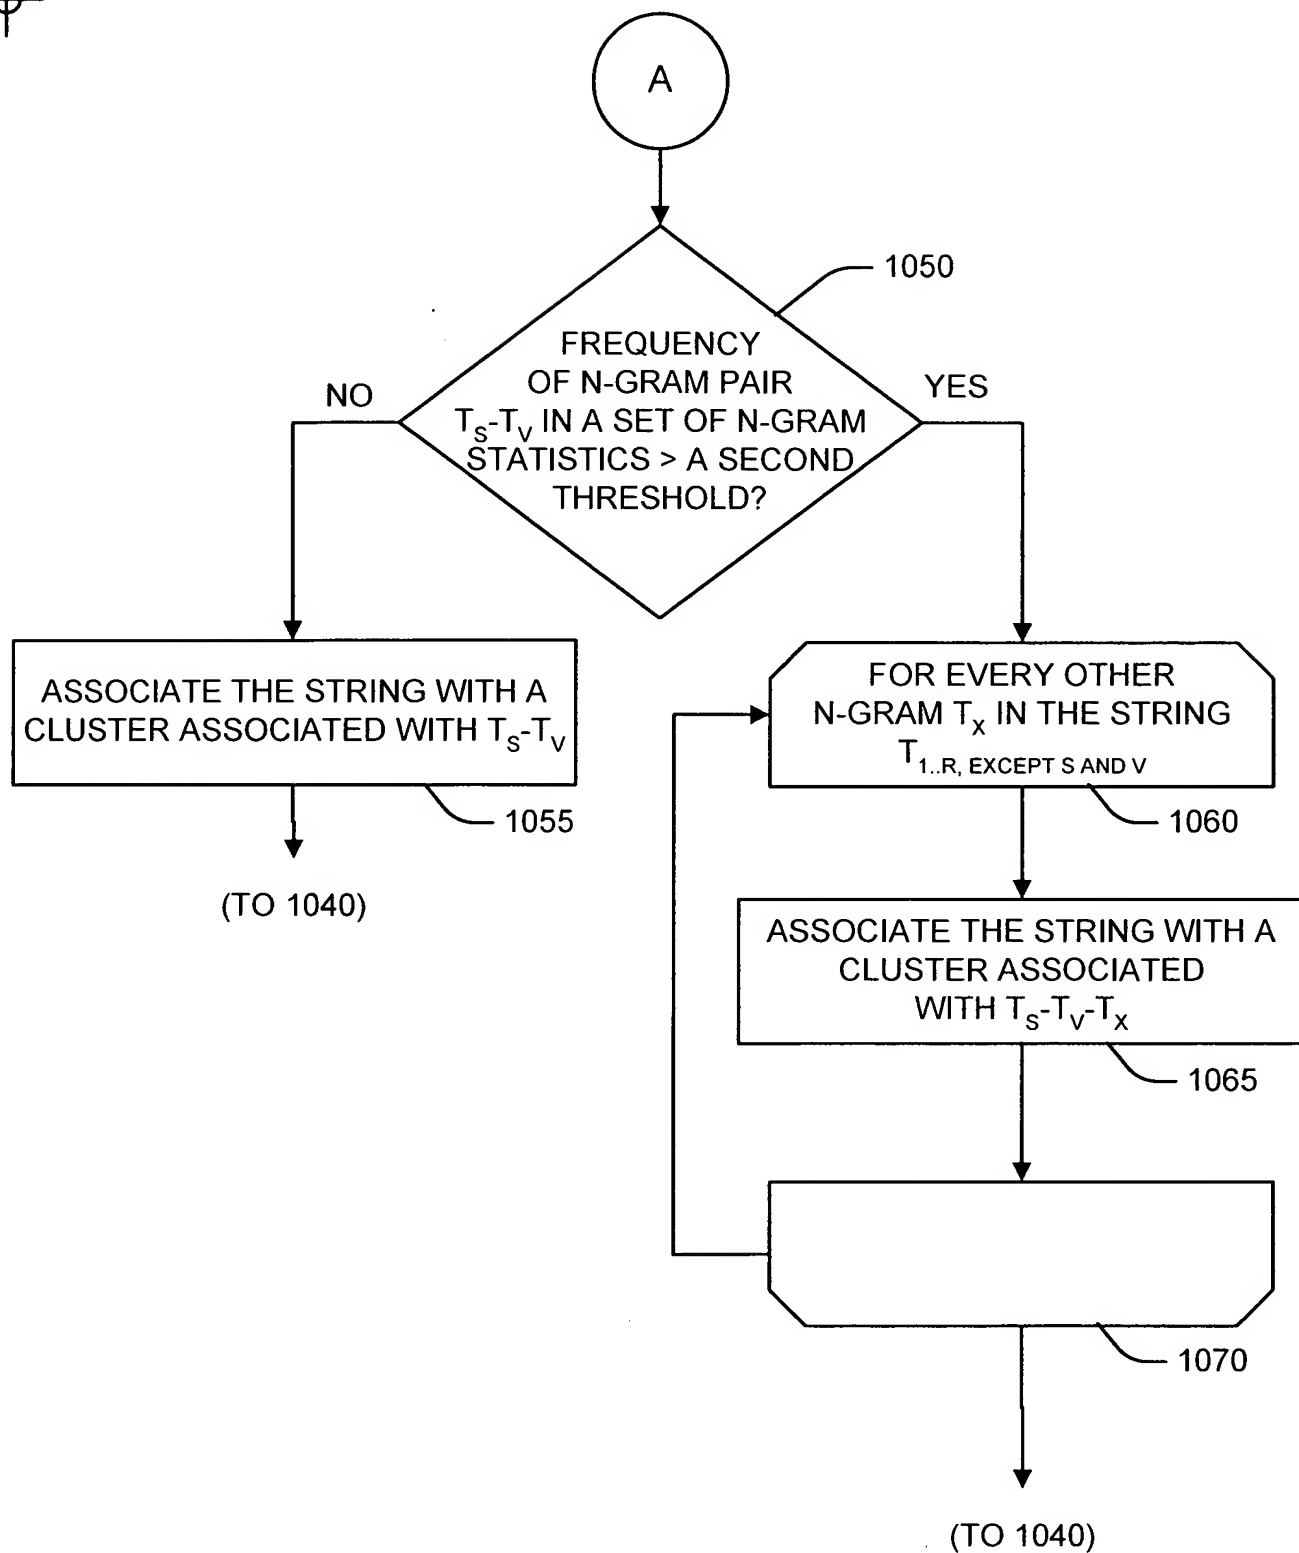 A
1050
FREQUENCY
OF N-GRAM PAIR
T_S-T_V IN A SET OF N-GRAM
STATISTICS > A SECOND
THRESHOLD?
NO
YES
ASSOCIATE THE STRING WITH A
CLUSTER ASSOCIATED WITH T_S-T_V
1055
(TO 1040)
FOR EVERY OTHER
N-GRAM T_X IN THE STRING
T_1..R, EXCEPT S AND V
1060
ASSOCIATE THE STRING WITH A
CLUSTER ASSOCIATED
WITH T_S-T_V-T_X
1065
1070
(TO 1040)